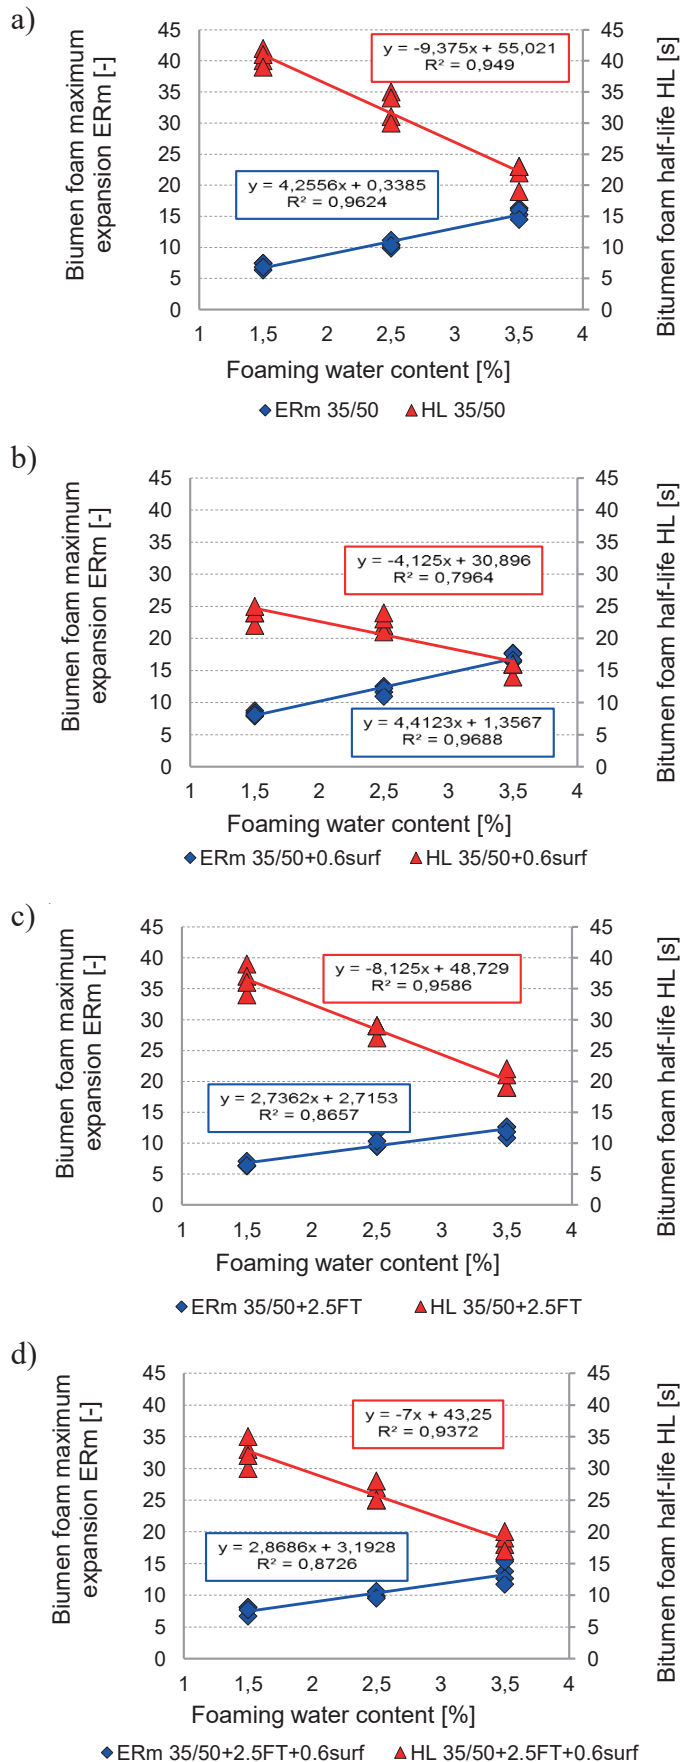 a)
Biumen foam maximum
expansion ERm [-]
45
40
35
30
25
20
15
10
5
0
y = -9,375x + 55,021
R² = 0,949
y = 4,2556x + 0,3385
R² = 0,9624
45
40
35
30
25
20
15
10
5
0
Bitumen foam half-life HL [s]
1 1,5 2 2,5 3 3,5 4
Foaming water content [%]
ERm 35/50 HL 35/50
b)
Biumen foam maximum
expansion ERm [-]
45
40
35
30
25
20
15
10
5
0
y = -4,125x + 30,896
R² = 0,7964
y = 4,4123x + 1,3567
R² = 0,9688
45
40
35
30
25
20
15
10
5
0
Bitumen foam half-life HL [s]
1 1,5 2 2,5 3 3,5 4
Foaming water content [%]
ERm 35/50+0.6surf HL 35/50+0.6surf
c)
Biumen foam maximum
expansion ERm [-]
45
40
35
30
25
20
15
10
5
0
y = -8,125x + 48,729
R² = 0,9586
y = 2,7362x + 2,7153
R² = 0,8657
45
40
35
30
25
20
15
10
5
0
Bitumen foam half-life HL [s]
1 1,5 2 2,5 3 3,5 4
Foaming water content [%]
ERm 35/50+2.5FT HL 35/50+2.5FT
d)
Biumen foam maximum
expansion ERm [-]
45
40
35
30
25
20
15
10
5
0
y = -7x + 43,25
R² = 0,9372
y = 2,8686x + 3,1928
R² = 0,8726
45
40
35
30
25
20
15
10
5
0
Bitumen foam half-life HL [s]
1 1,5 2 2,5 3 3,5 4
Foaming water content [%]
ERm 35/50+2.5FT+0.6surf HL 35/50+2.5FT+0.6surf